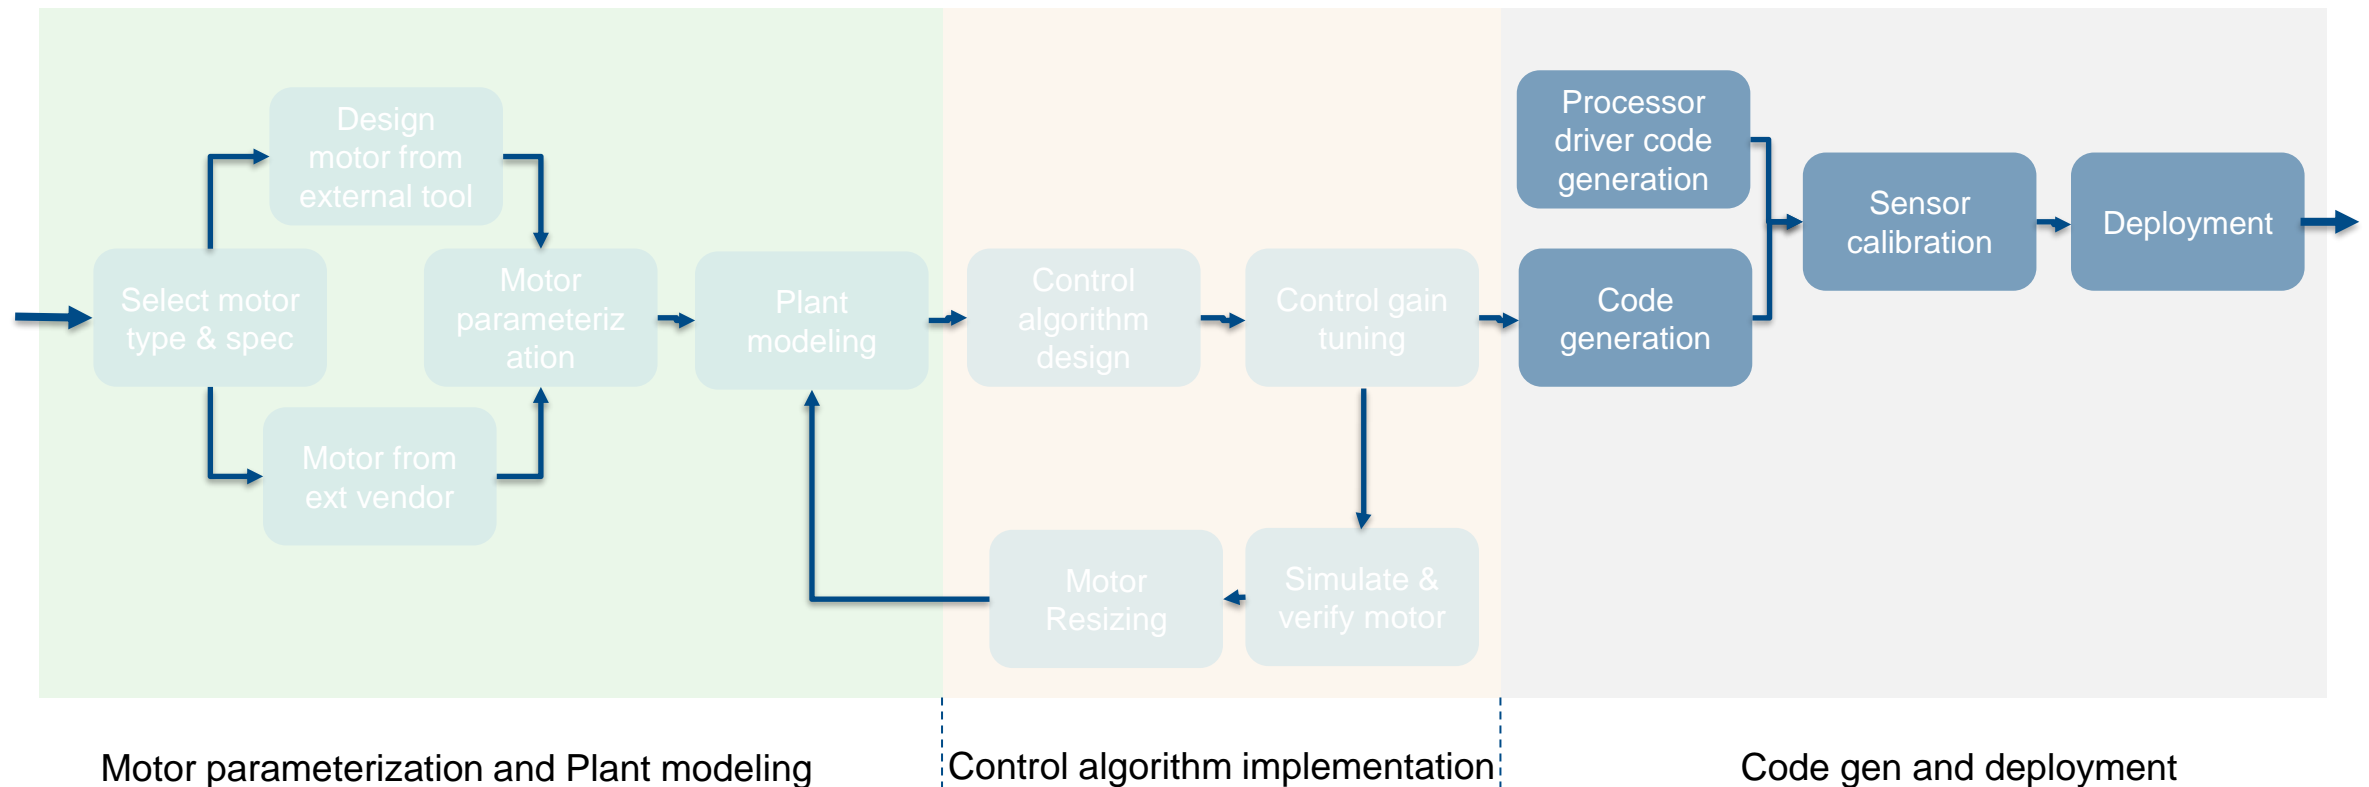 Design
motor from
external tool
Select motor
type & spec
Motor from
ext vendor
Motor
parameteriz
ation
Plant
modeling
Control
algorithm
design
Control gain
tuning
Motor
Resizing
Simulate &
verify motor
Processor
driver code
generation
Code
generation
Sensor
calibration
Deployment
Motor parameterization and Plant modeling
Control algorithm implementation
Code gen and deployment